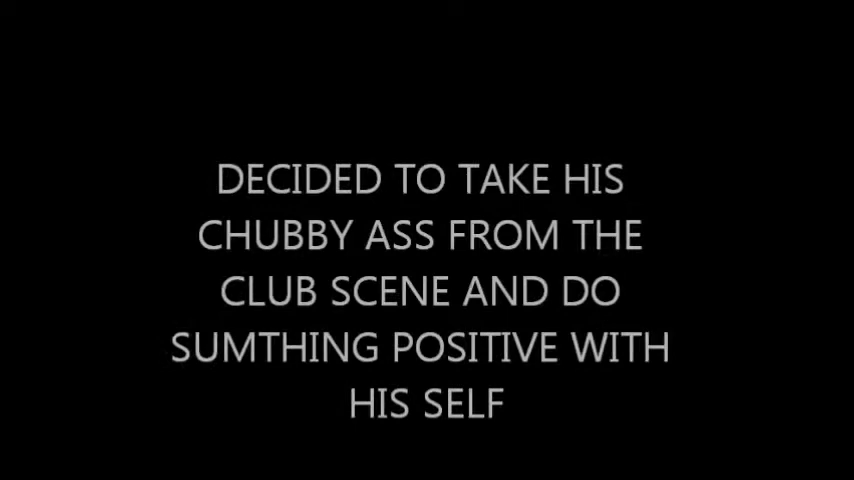 DECIDED TO TAKE HIS
CHUBBY ASS FROM THE
CLUB SCENE AND DO
SUMTHING POSITIVE WITH
HIS SELF